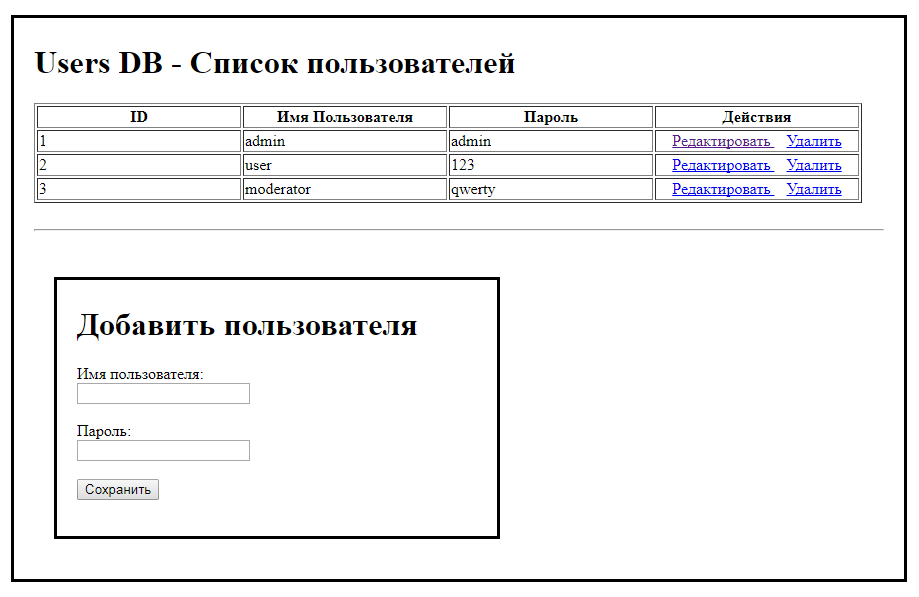 Users DB - Список пользователей
ID Имя Пользователя Пароль Действия
1 admin admin Редактировать Удалить
2 user 123 Редактировать Удалить
3 moderator qwerty Редактировать Удалить
Добавить пользователя
Имя пользователя:
Пароль:
Сохранить